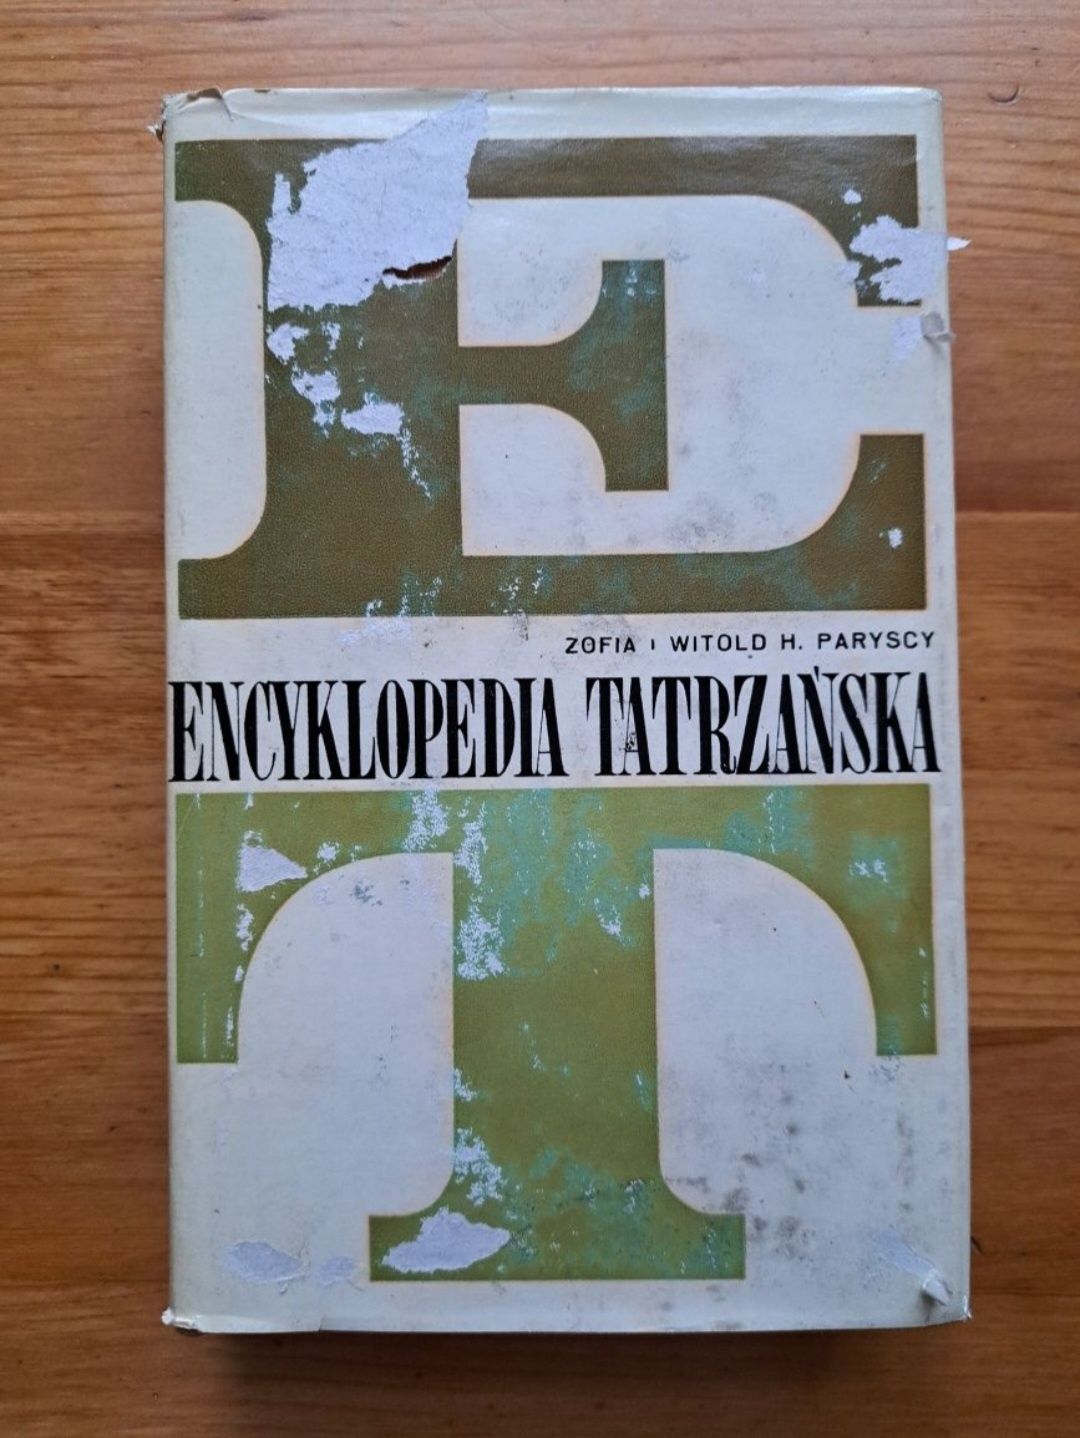 E
ZOFIA I WITOLD H. PARYSCY
ENCYKLOPEDIA TATRZAŃSKA
T